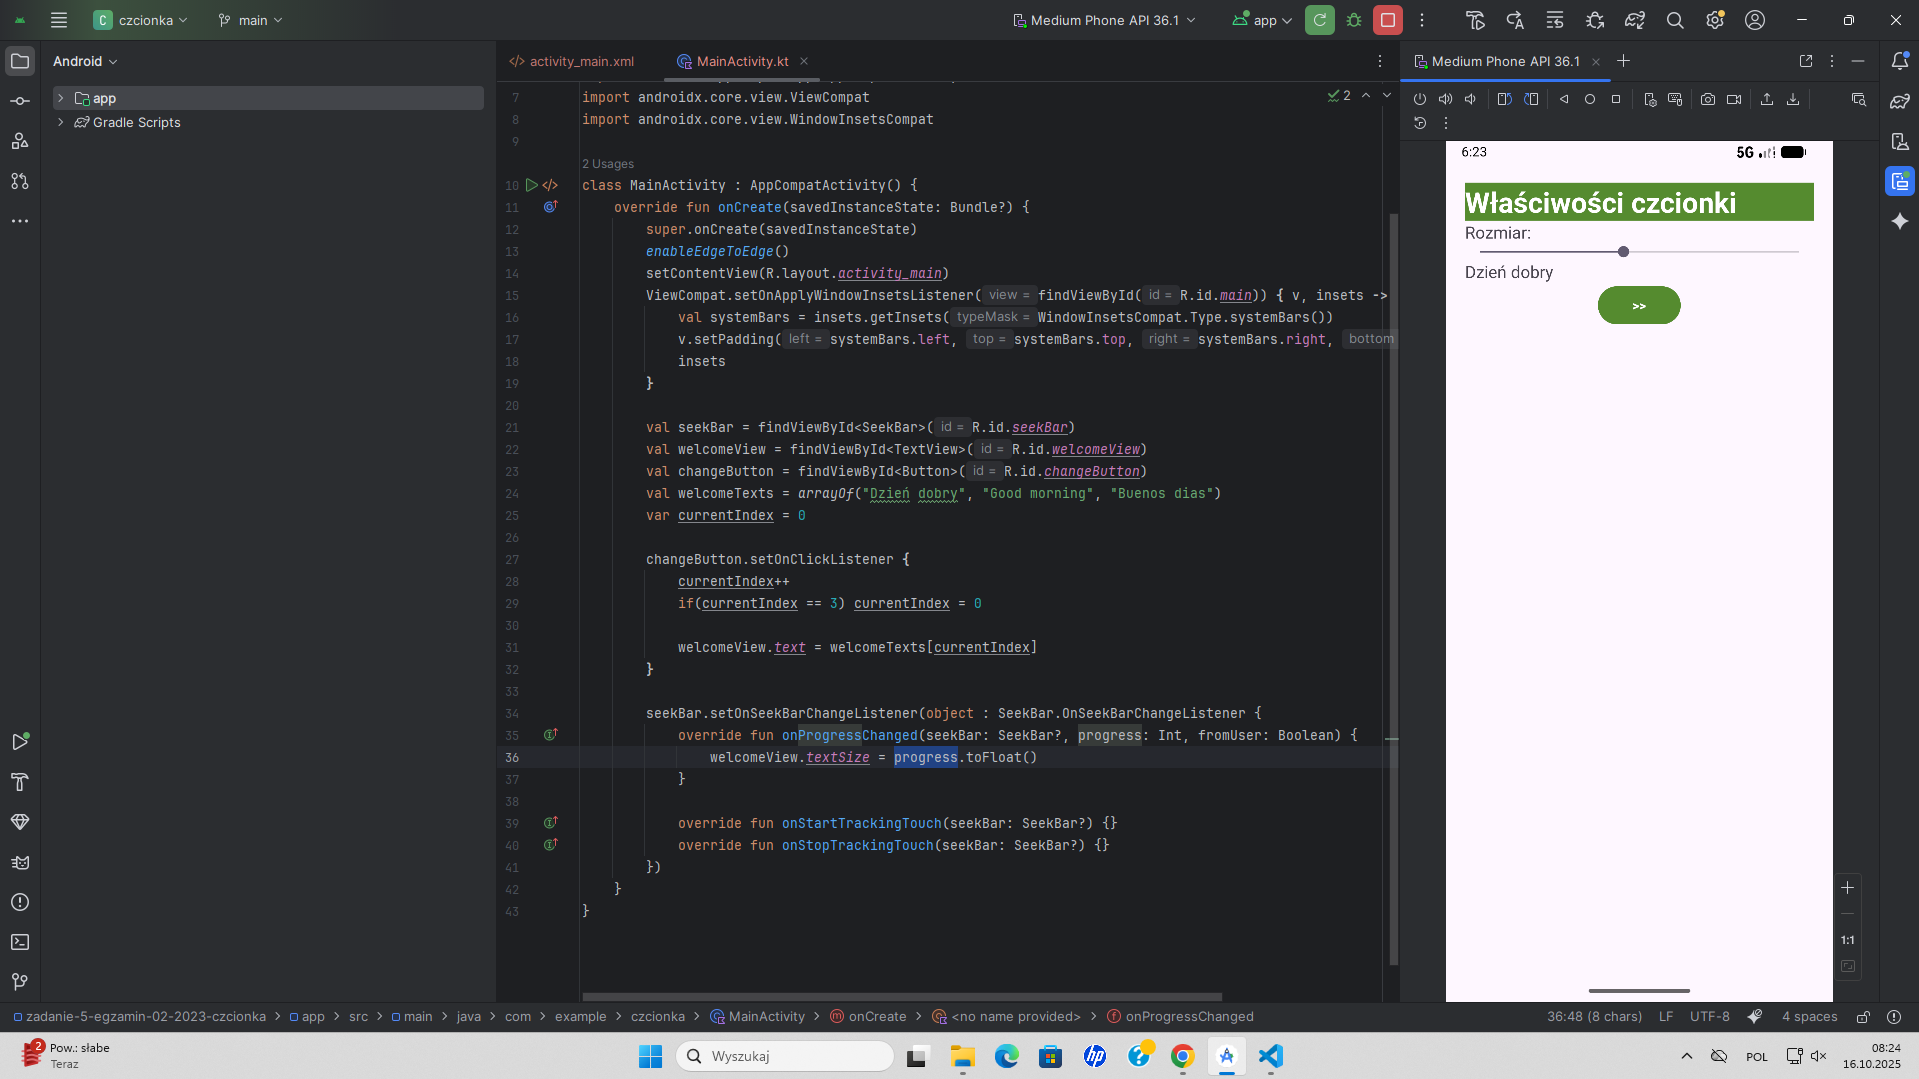 C czcionka main Medium Phone API 36.1 app
Android
app
Gradle Scripts
activity_main.xml MainActivity.kt
2
7 import androidx.core.view.ViewCompat
8 import androidx.core.view.WindowInsetsCompat
9
2 Usages
10 class MainActivity : AppCompatActivity() {
11 override fun onCreate(savedInstanceState: Bundle?) {
12 super.onCreate(savedInstanceState)
13 enableEdgeToEdge()
14 setContentView(R.layout.activity_main)
15 ViewCompat.setOnApplyWindowInsetsListener( view = findViewById( id = R.id.main)) { v, insets ->
16 val systemBars = insets.getInsets( typeMask = WindowInsetsCompat.Type.systemBars())
17 v.setPadding( left = systemBars.left, top = systemBars.top, right = systemBars.right, bottom
18 insets
19 }
20
21 val seekBar = findViewById<SeekBar>( id = R.id.seekBar)
22 val welcomeView = findViewById<TextView>( id = R.id.welcomeView)
23 val changeButton = findViewById<Button>( id = R.id.changeButton)
24 val welcomeTexts = arrayOf("Dzień dobry", "Good morning", "Buenos dias")
25 var currentIndex = 0
26
27 changeButton.setOnClickListener {
28 currentIndex++
29 if(currentIndex == 3) currentIndex = 0
30
31 welcomeView.text = welcomeTexts[currentIndex]
32 }
33
34 seekBar.setOnSeekBarChangeListener(object : SeekBar.OnSeekBarChangeListener {
35 override fun onProgressChanged(seekBar: SeekBar?, progress: Int, fromUser: Boolean) {
36 welcomeView.textSize = progress.toFloat()
37 }
38
39 override fun onStartTrackingTouch(seekBar: SeekBar?) {}
40 override fun onStopTrackingTouch(seekBar: SeekBar?) {}
41 })
42 }
43 }
Medium Phone API 36.1
6:23 5G
Właściwości czcionki
Rozmiar:
Dzień dobry
>>
1:1
zadanie-5-egzamin-02-2023-czcionka app src main java com example czcionka MainActivity onCreate <no name provided> onProgressChanged 36:48 (8 chars) LF UTF-8 4 spaces
2 Pow.: słabe
Teraz
Wyszukaj
POL
08:24
16.10.2025